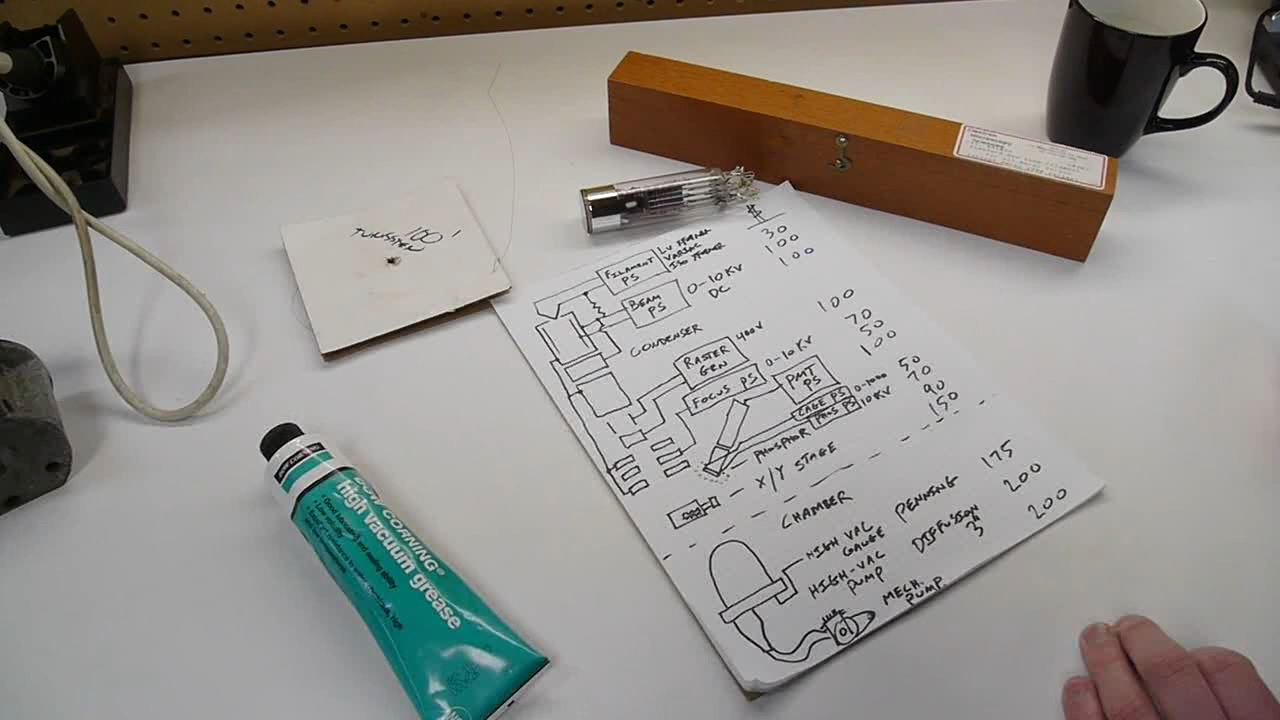 TUNGSTEN
100
$
FILAMENT
PS
LV XFORMER
VARIAC
ISO XFORMER
30
100
100
BEAM
PS
0-10KV
DC
CONDENSER
100
RASTER
GEN
400V
70
FOCUS PS
0-10KV
50
PMT
PS
100
CAGE PS
0-1000
50
PHOS PS
10KV
70
PHOSPHOR
90
X/Y STAGE
150
CHAMBER
HIGH VAC
GAUGE
PENNING
175
HIGH-VAC
PUMP
DIFFUSION
3"
200
MECH.
PUMP
200
DOW CORNING®
high vacuum grease